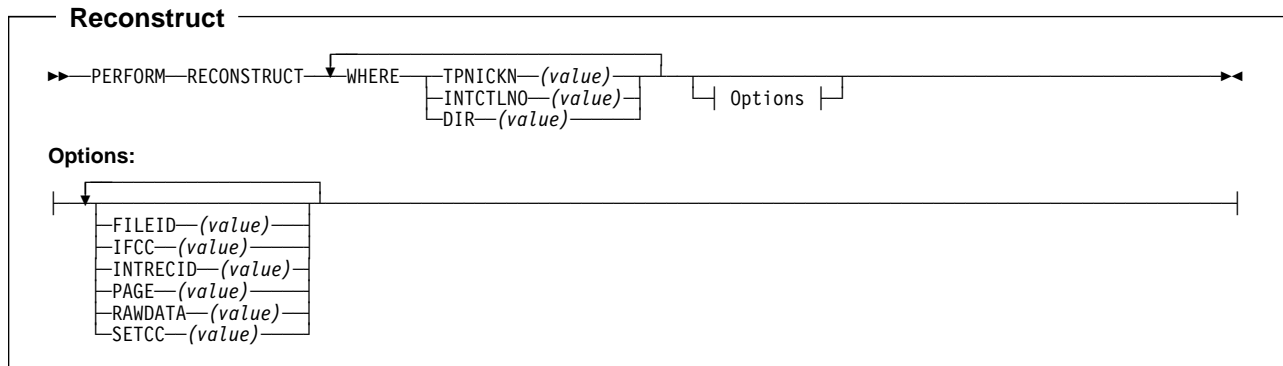 Reconstruct
PERFORM RECONSTRUCT WHERE TPNICKN (value)
INTCTLNO (value) Options
DIR (value)
Options:
FILEID (value)
IFCC (value)
INTRECID (value)
PAGE (value)
RAWDATA (value)
SETCC (value)